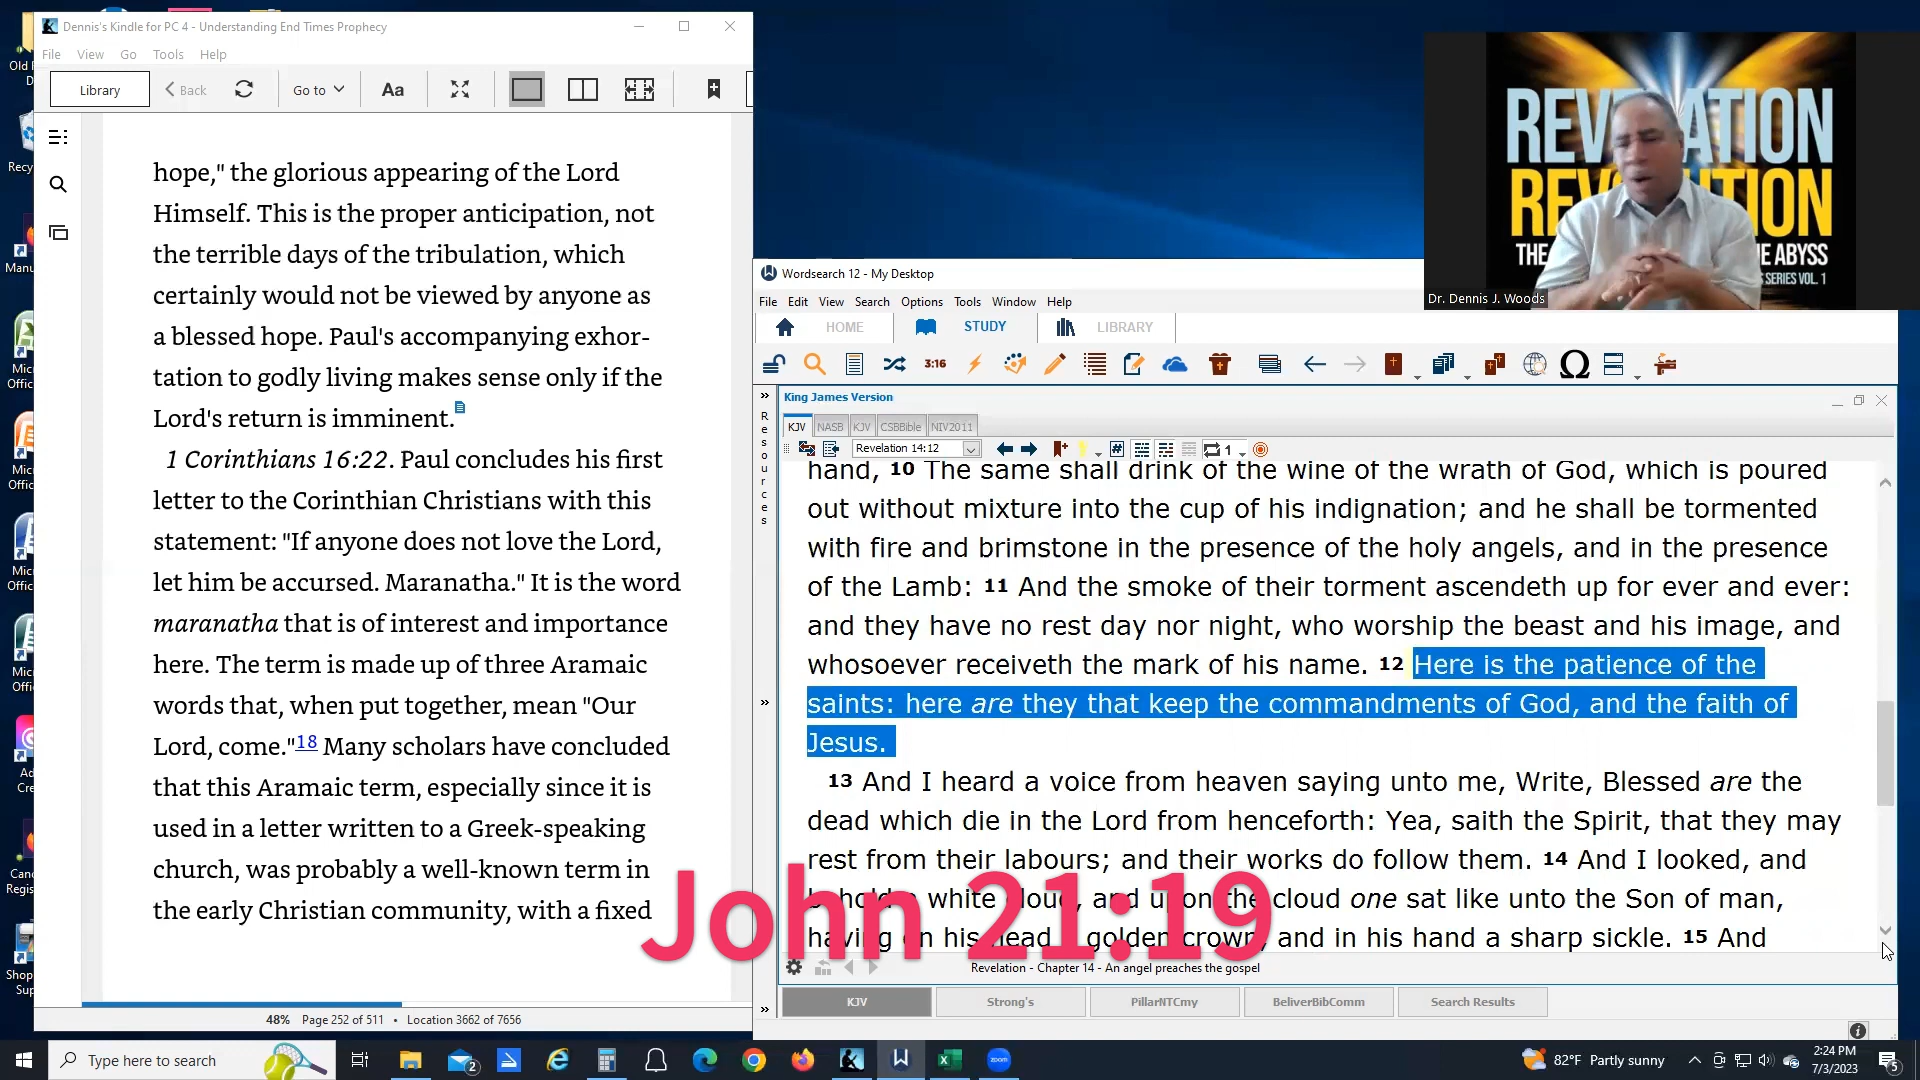 Dennis's Kindle for PC 4 - Understanding End Times Prophecy
File View Go Tools Help
Library
Back
Go to
Aa
hope," the glorious appearing of the Lord
Himself. This is the proper anticipation, not
the terrible days of the tribulation, which
certainly would not be viewed by anyone as
a blessed hope. Paul's accompanying exhor-
tation to godly living makes sense only if the
Lord's return is imminent.
1 Corinthians 16:22. Paul concludes his first
letter to the Corinthian Christians with this
statement: "If anyone does not love the Lord,
let him be accursed. Maranatha." It is the word
maranatha that is of interest and importance
here. The term is made up of three Aramaic
words that, when put together, mean "Our
Lord, come."18 Many scholars have concluded
that this Aramaic term, especially since it is
used in a letter written to a Greek-speaking
church, was probably a well-known term in
the early Christian community, with a fixed
48% Page 252 of 511 • Location 3662 of 7656
REVELATION
THE
ABYSS
SERIES VOL. 1
Dr. Dennis J. Woods
Wordsearch 12 - My Desktop
File Edit View Search Options Tools Window Help
HOME
STUDY
LIBRARY
3:16
King James Version
KJV NASB KJV CSBBible NIV2011
Revelation 14:12
1
Resources
hand, 10 The same shall drink of the wine of the wrath of God, which is poured
out without mixture into the cup of his indignation; and he shall be tormented
with fire and brimstone in the presence of the holy angels, and in the presence
of the Lamb: 11 And the smoke of their torment ascendeth up for ever and ever:
and they have no rest day nor night, who worship the beast and his image, and
whosoever receiveth the mark of his name. 12 Here is the patience of the
saints: here are they that keep the commandments of God, and the faith of
Jesus.
13 And I heard a voice from heaven saying unto me, Write, Blessed are the
dead which die in the Lord from henceforth: Yea, saith the Spirit, that they may
rest from their labours; and their works do follow them. 14 And I looked, and
white cloud, and upon the cloud one sat like unto the Son of man,
having on his head golden crown, and in his hand a sharp sickle. 15 And
John 21:19
Revelation - Chapter 14 - An angel preaches the gospel
KJV
Strong's
PillarNTCmy
BeliverBibComm
Search Results
Type here to search
2
82°F Partly sunny
2:24 PM
7/3/2023
5